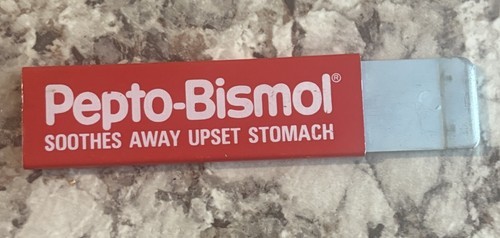 Pepto-Bismol®
SOOTHES AWAY UPSET STOMACH